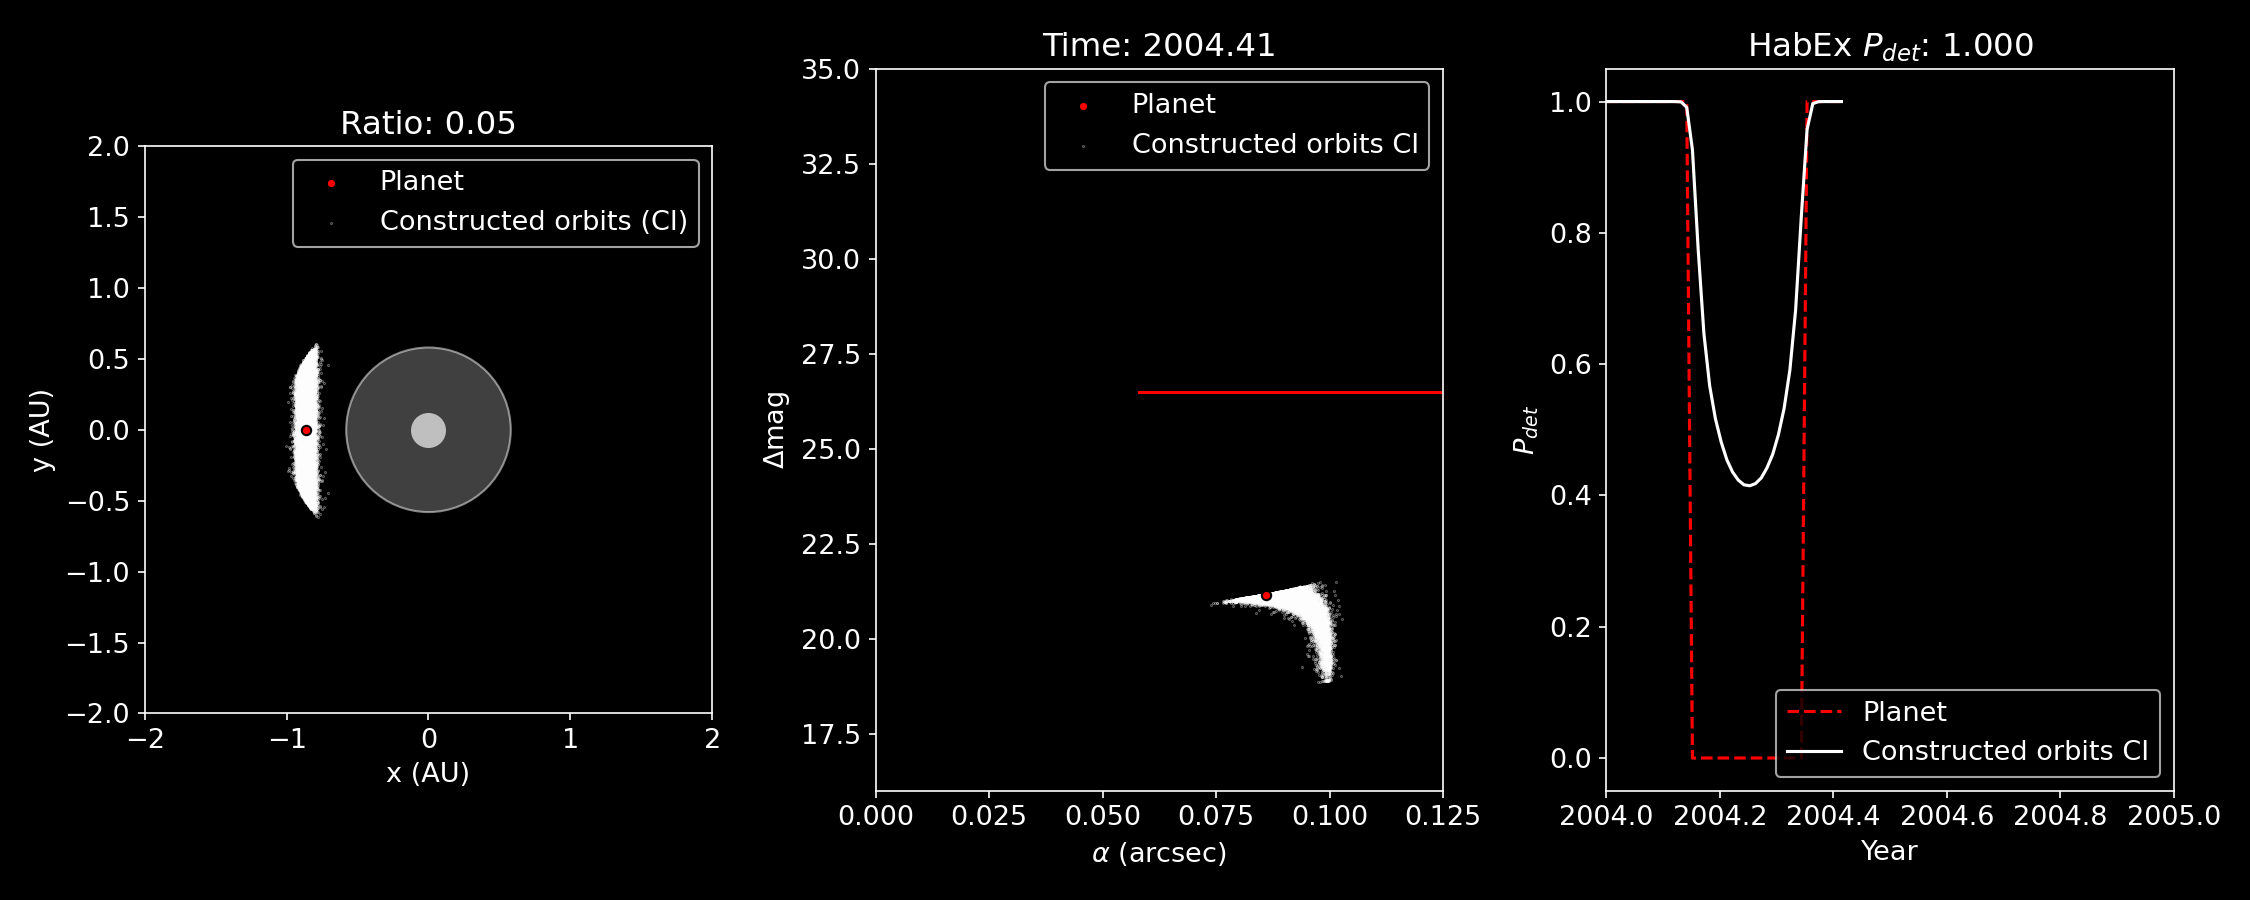 Ratio: 0.05
Planet
Constructed orbits (CI)
2.0
1.5
1.0
0.5
0.0
−0.5
−1.0
−1.5
−2.0
y (AU)
−2 −1 0 1 2
x (AU)
Time: 2004.41
Planet
Constructed orbits CI
35.0
32.5
30.0
27.5
25.0
22.5
20.0
17.5
Δmag
0.000 0.025 0.050 0.075 0.100 0.125
α (arcsec)
HabEx P_det: 1.000
1.0
0.8
0.6
0.4
0.2
0.0
P_det
Planet
Constructed orbits CI
2004.0 2004.2 2004.4 2004.6 2004.8 2005.0
Year